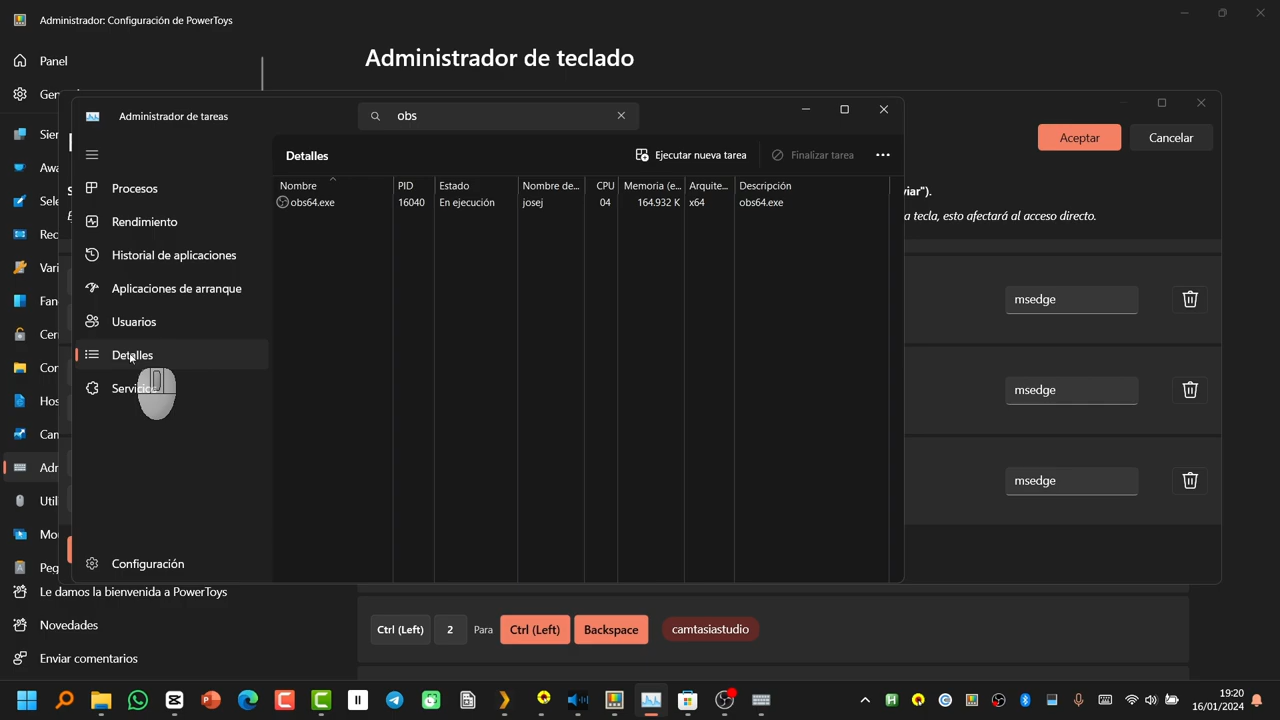 Administrador: Configuración de PowerToys
Panel
Administrador de teclado
Administrador de tareas
obs
Aceptar
Cancelar
Detalles
Ejecutar nueva tarea
Finalizar tarea
Procesos
Rendimiento
Historial de aplicaciones
Aplicaciones de arranque
Usuarios
Detalles
Configuración
Nombre PID Estado Nombre de... CPU Memoria (e... Arquite... Descripción
obs64.exe 16040 En ejecución josej 04 164.932 K x64 obs64.exe
viar").
a tecla, esto afectará al acceso directo.
msedge
msedge
msedge
Le damos la bienvenida a PowerToys
Novedades
Enviar comentarios
Ctrl (Left) 2 Para Ctrl (Left) Backspace camtasiastudio
19:20
16/01/2024